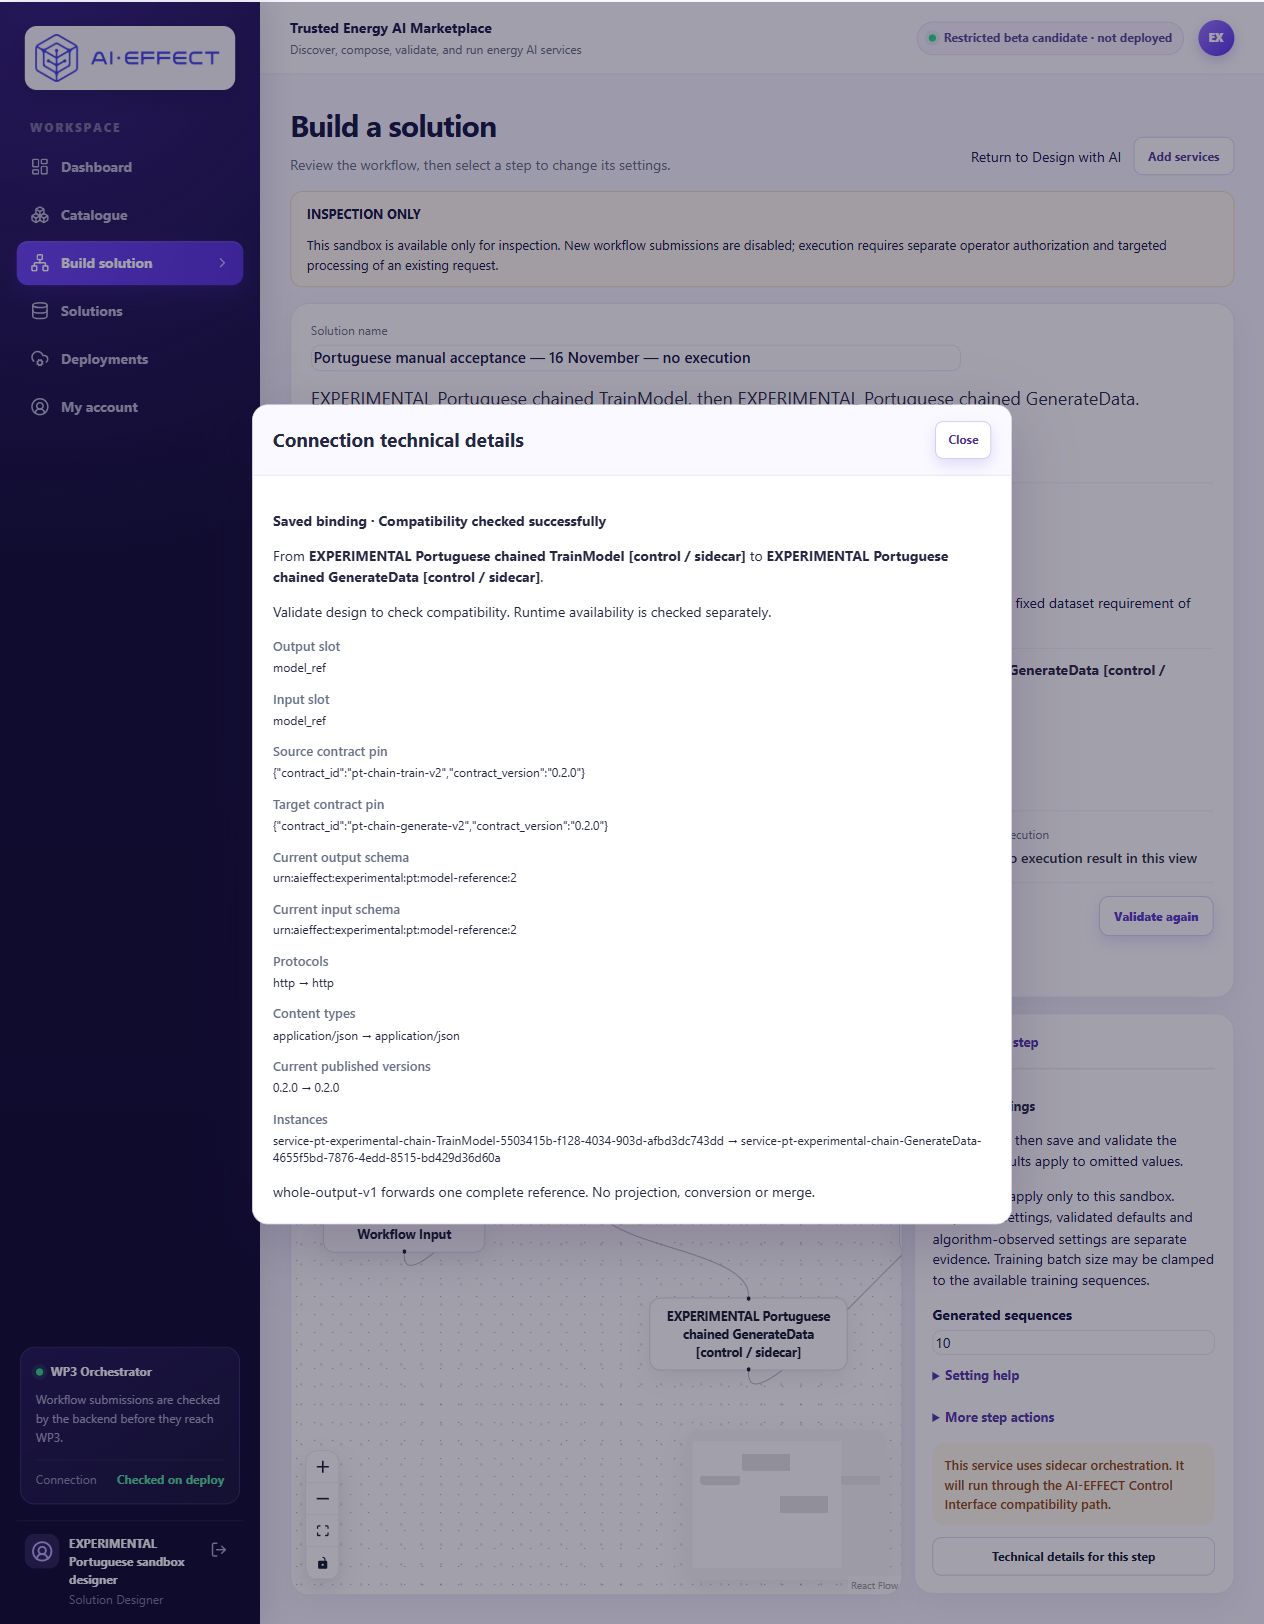 AI·EFFECT
WORKSPACE
Dashboard
Catalogue
Build solution
Solutions
Deployments
My account
WP3 Orchestrator
Workflow submissions are checked
by the backend before they reach
WP3.
Connection Checked on deploy
EXPERIMENTAL
Portuguese sandbox
designer
Solution Designer
Trusted Energy AI Marketplace
Discover, compose, validate, and run energy AI services
Restricted beta candidate · not deployed
EX
Build a solution
Review the workflow, then select a step to change its settings.
Return to Design with AI
Add services
INSPECTION ONLY
This sandbox is available only for inspection. New workflow submissions are disabled; execution requires separate operator authorization and targeted
processing of an existing request.
Solution name
Portuguese manual acceptance — 16 November — no execution
EXPERIMENTAL Portuguese chained TrainModel, then EXPERIMENTAL Portuguese chained GenerateData.
Connection technical details
Close
Saved binding · Compatibility checked successfully
From EXPERIMENTAL Portuguese chained TrainModel [control / sidecar] to EXPERIMENTAL Portuguese
chained GenerateData [control / sidecar].
Validate design to check compatibility. Runtime availability is checked separately.
Output slot
model_ref
Input slot
model_ref
Source contract pin
{"contract_id":"pt-chain-train-v2","contract_version":"0.2.0"}
Target contract pin
{"contract_id":"pt-chain-generate-v2","contract_version":"0.2.0"}
Current output schema
urn:aieffect:experimental:pt:model-reference:2
Current input schema
urn:aieffect:experimental:pt:model-reference:2
Protocols
http → http
Content types
application/json → application/json
Current published versions
0.2.0 → 0.2.0
Instances
service-pt-experimental-chain-TrainModel-5503415b-f128-4034-903d-afbd3dc743dd → service-pt-experimental-chain-GenerateData-
4655f5bd-7876-4edd-8515-bd429d36d60a
whole-output-v1 forwards one complete reference. No projection, conversion or merge.
fixed dataset requirement of
GenerateData [control /
execution result in this view
Validate again
step
then save and validate the
apply to omitted values.
apply only to this sandbox.
validated defaults and
algorithm-observed settings are separate
evidence. Training batch size may be clamped
to the available training sequences.
Generated sequences
10
Setting help
More step actions
This service uses sidecar orchestration. It
will run through the AI-EFFECT Control
Interface compatibility path.
Technical details for this step
Workflow Input
EXPERIMENTAL Portuguese
chained GenerateData
[control / sidecar]
React Flow